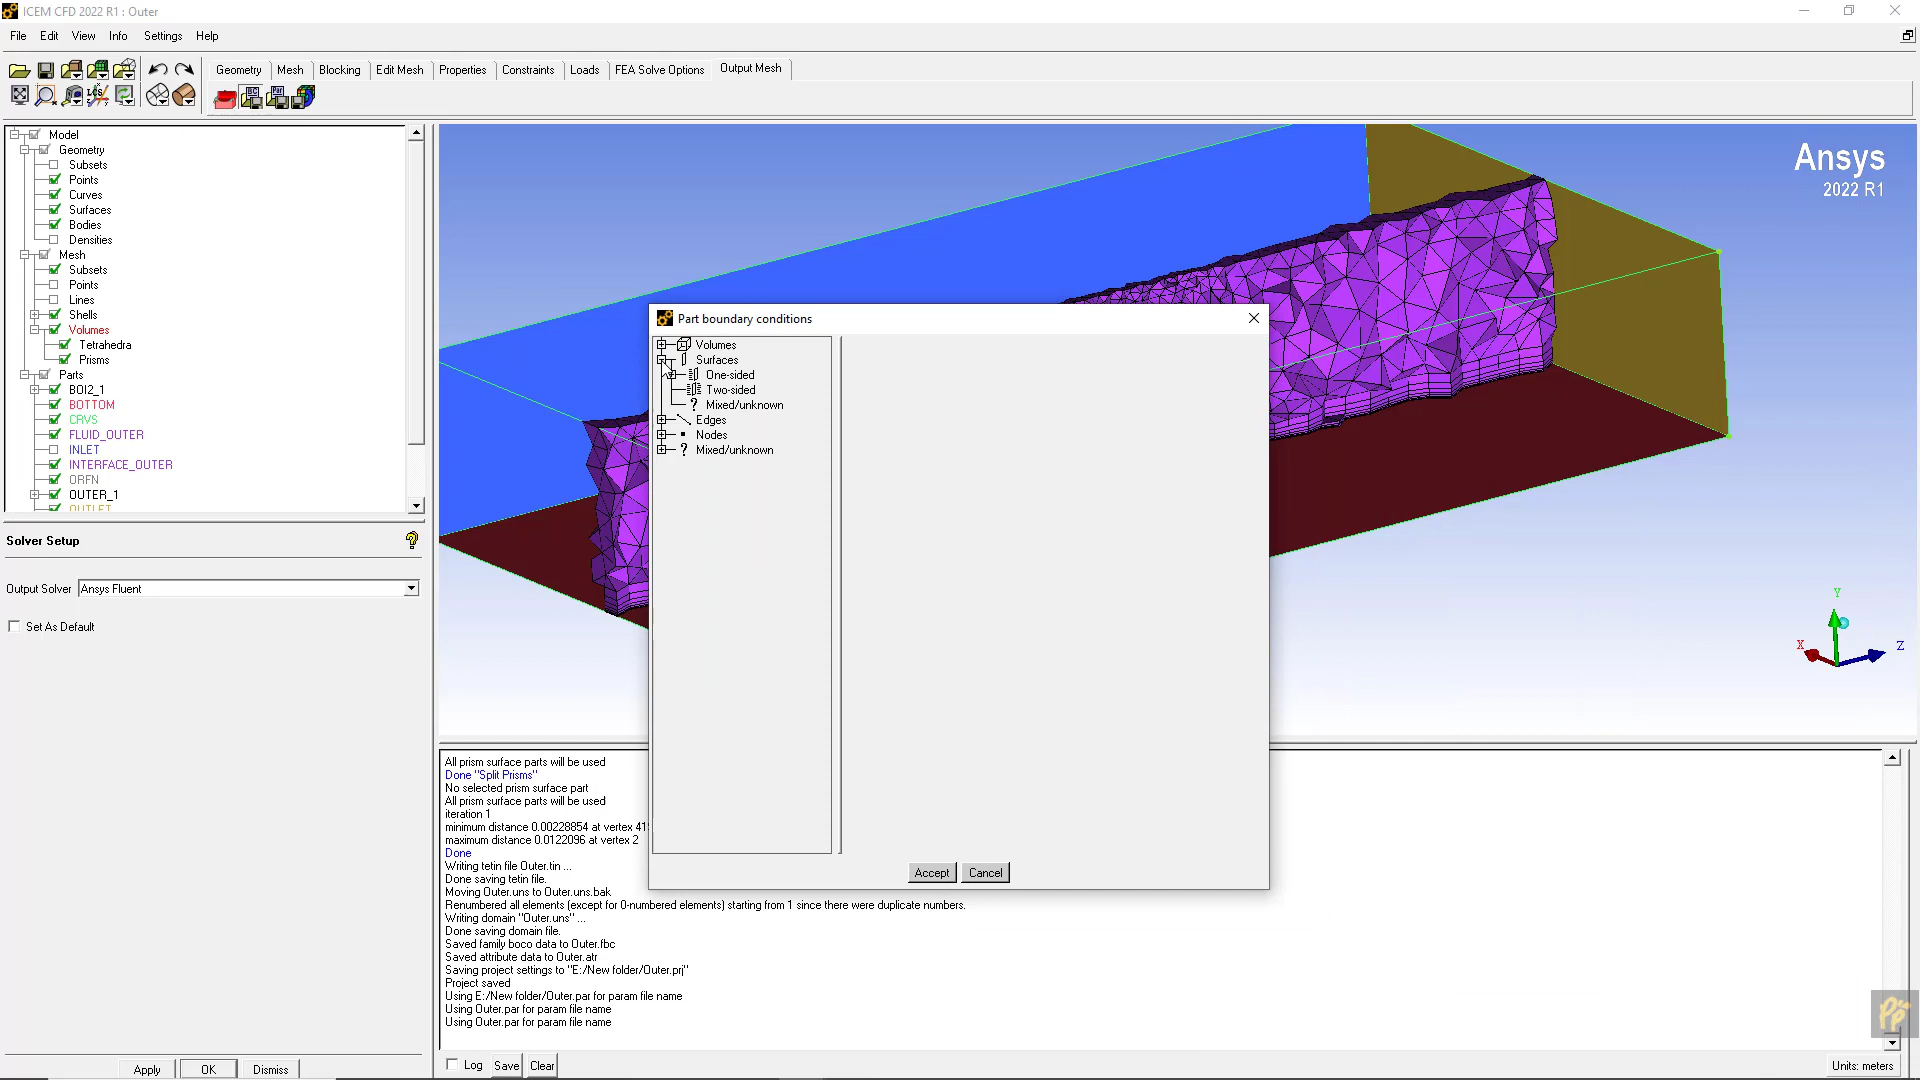 ICEM CFD 2022 R1 : Outer
File Edit View Info Settings Help
Geometry Mesh Blocking Edit Mesh Properties Constraints Loads FEA Solve Options Output Mesh
Model
Geometry
Subsets
Points
Curves
Surfaces
Bodies
Densities
Mesh
Subsets
Points
Lines
Shells
Volumes
Tetrahedra
Prisms
Parts
BOI2_1
BOTTOM
CRVS
FLUID_OUTER
INLET
INTERFACE_OUTER
ORFN
OUTER_1
OUTLET
Solver Setup
Output Solver Ansys Fluent
Set As Default
Apply OK Dismiss
Ansys
2022 R1
Part boundary conditions
Volumes
Surfaces
One-sided
Two-sided
Mixed/unknown
Edges
Nodes
Mixed/unknown
Accept Cancel
Y
X
Z
All prism surface parts will be used
Done "Split Prisms"
No selected prism surface part
All prism surface parts will be used
iteration 1
minimum distance 0.00228854 at vertex
maximum distance 0.0122096 at vertex 2
Done
Writing tetin file Outer.tin ...
Done saving tetin file.
Moving Outer.uns to Outer.uns.bak
Renumbered all elements (except for 0-numbered elements) starting from 1 since there were duplicate numbers.
Writing domain "Outer.uns" ...
Done saving domain file.
Saved family boco data to Outer.fbc
Saved attribute data to Outer.atr
Saving project settings to "E:/New folder/Outer.prj"
Project saved
Using E:/New folder/Outer.par for param file name
Using Outer.par for param file name
Using Outer.par for param file name
Log Save Clear
Units: meters